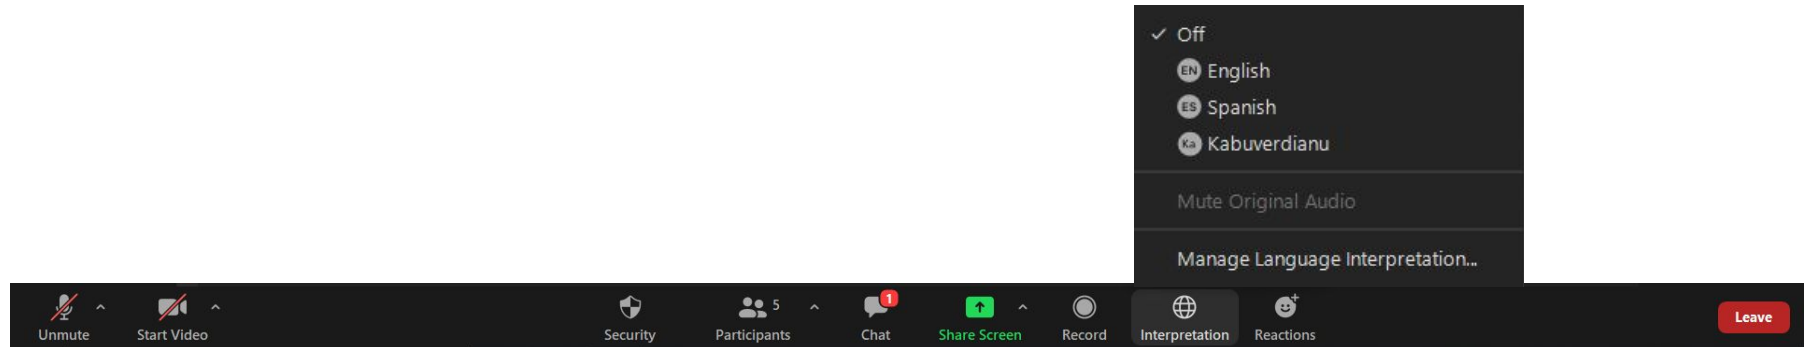 Off
EN English
ES Spanish
Ka Kabuverdianu
Mute Original Audio
Manage Language Interpretation...
Unmute
Start Video
Security
5
Participants
1
Chat
Share Screen
Record
Interpretation
Reactions
Leave